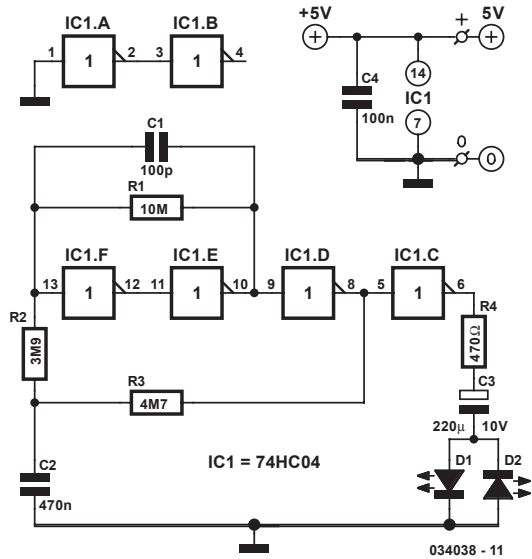 IC1.A
IC1.B
1
1
2
3
1
4
+5V
+
5V
+
+
14
IC1
7
C4
100n
0
0
C1
100p
R1
10M
IC1.F
IC1.E
IC1.D
IC1.C
13
1
12
11
1
10
9
1
8
5
1
6
R2
3M9
R3
4M7
R4
470Ω
C3
220µ
10V
C2
470n
IC1 = 74HC04
D1
D2
034038 - 11